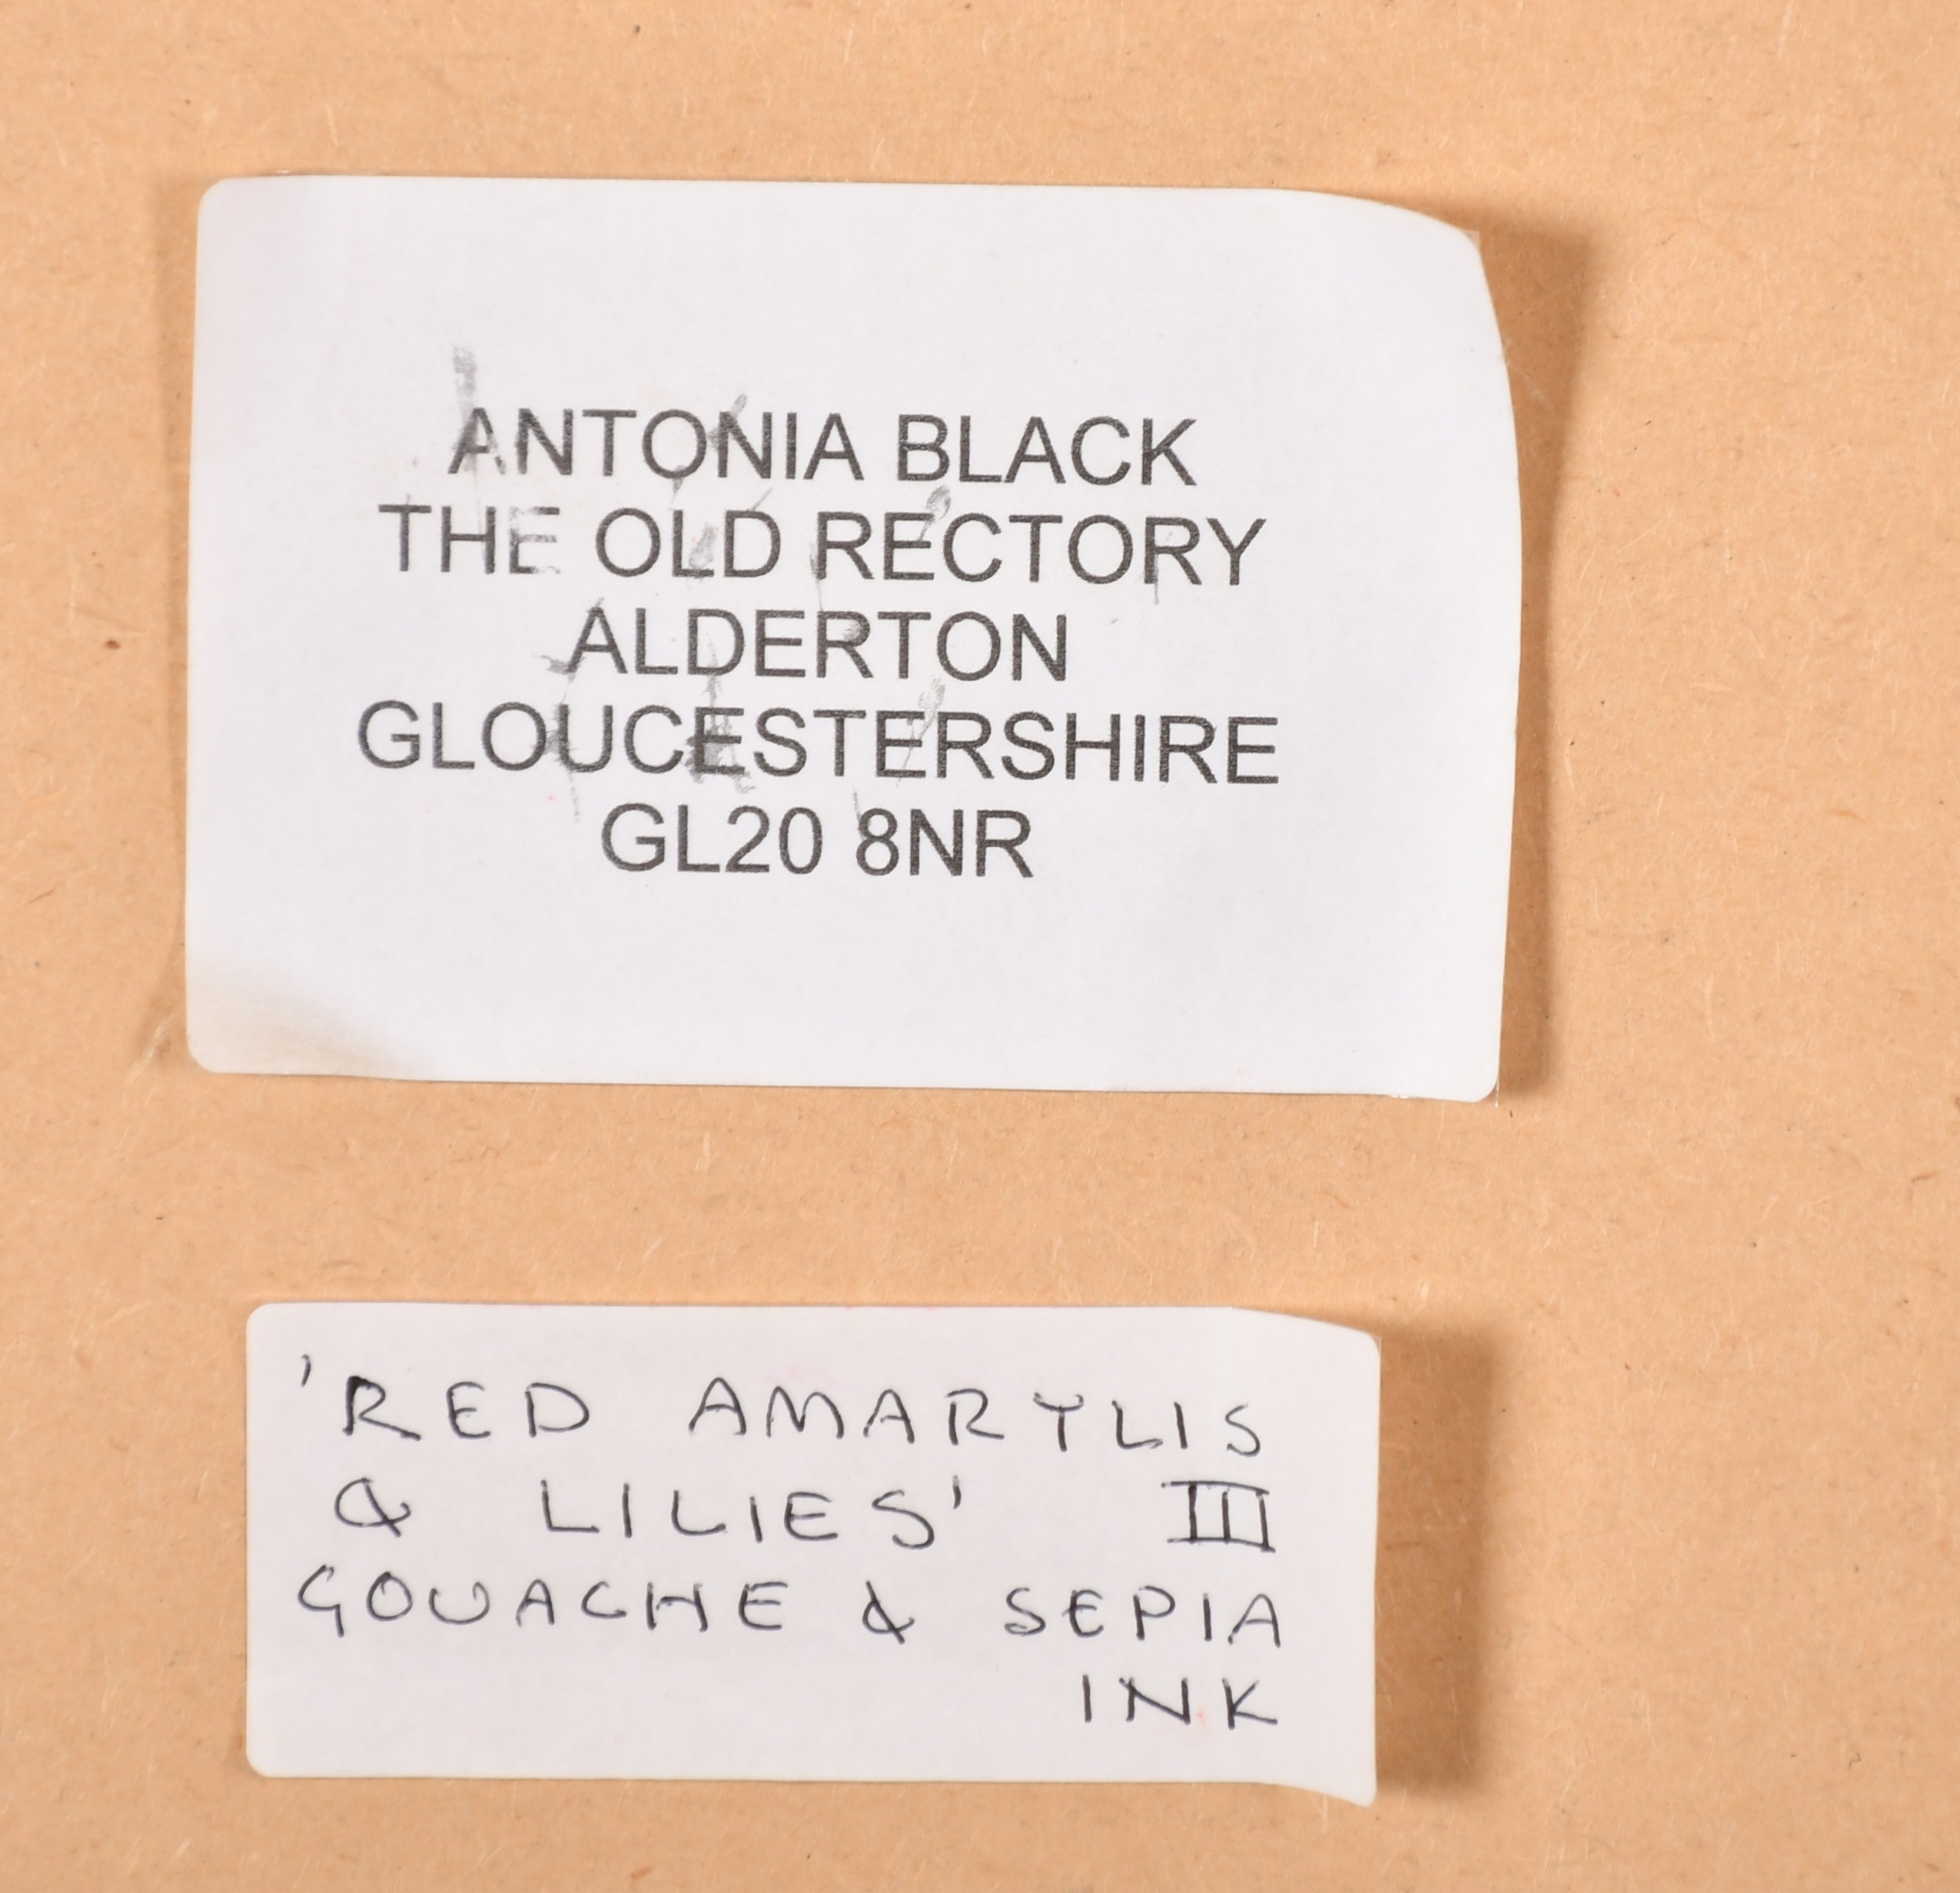 ANTONIA BLACK
THE OLD RECTORY
ALDERTON
GLOUCESTERSHIRE
GL20 8NR
'RED AMARYLIS
& LILIES' III
GOUACHE & SEPIA
INK